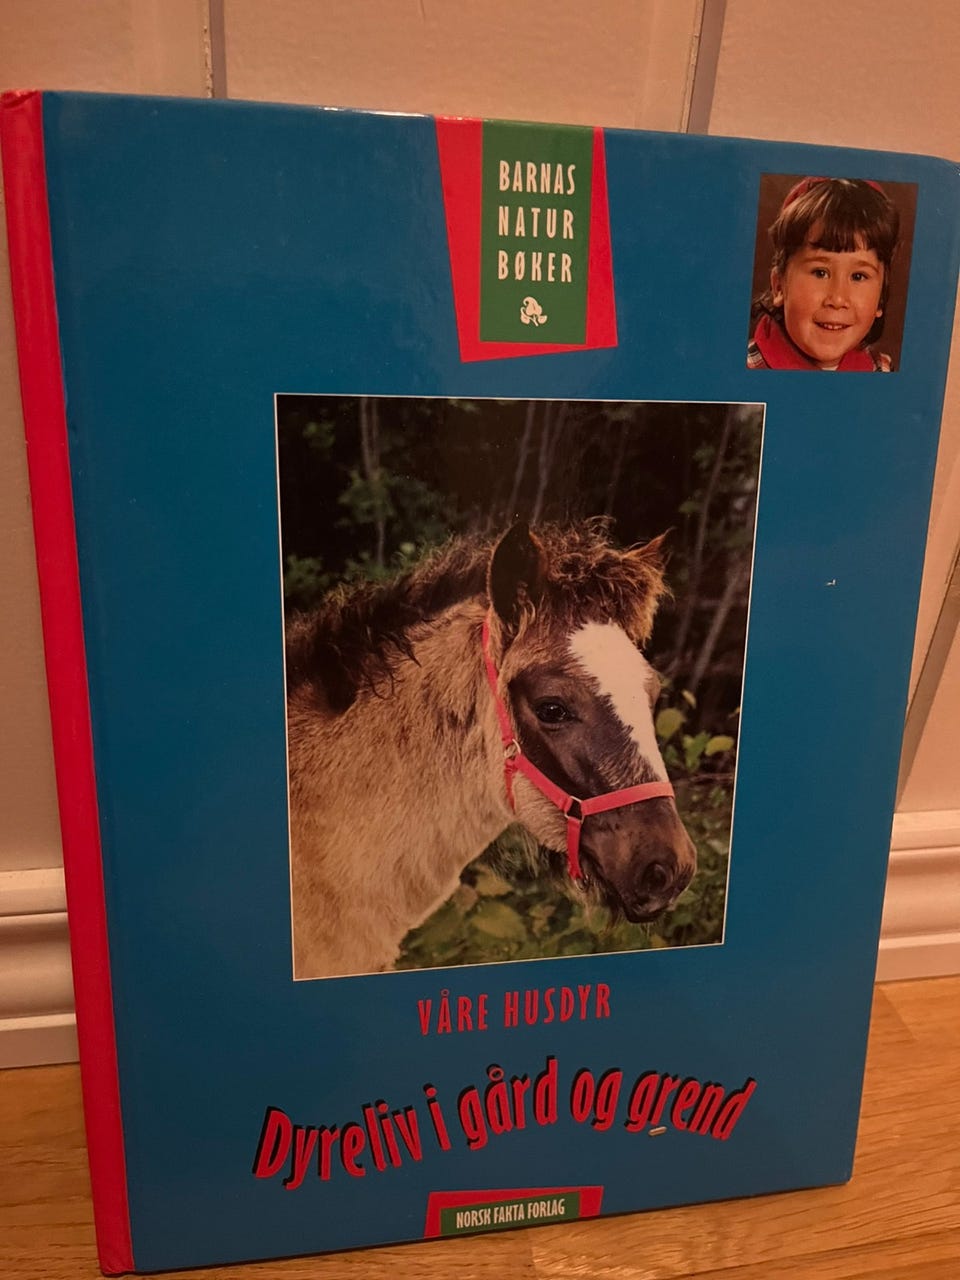 BARNAS
NATUR
BØKER
VÅRE HUSDYR
Dyreliv i gård og grend
NORSK FAKTA FORLAG